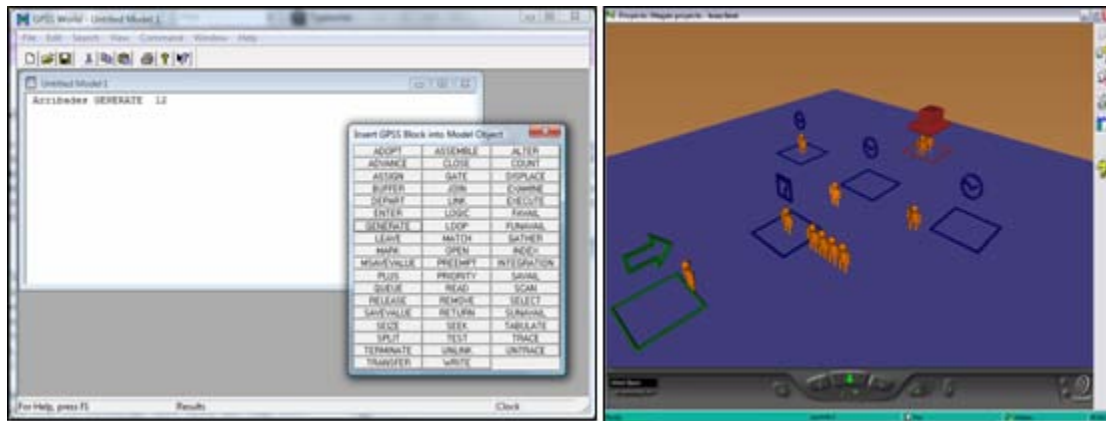 GPSS World - Untitled Model 1
File Edit Search View Command Window Help
Untitled Model 1
Arribades GENERATE 12
Insert GPSS Block into Model Object
ADOPT ASSEMBLE ALTER
ADVANCE CLOSE COUNT
ASSIGN GATE DISPLACE
BUFFER JOIN EXAMINE
DEPART LINK EXECUTE
ENTER LOGIC FAVAIL
GENERATE LOOP FUNAVAIL
LEAVE MATCH GATHER
MARK OPEN INDEX
MSAVEVALUE PREEMPT INTEGRATION
PLUS PRIORITY SAVAIL
QUEUE READ SCAN
RELEASE REMOVE SELECT
SAVEVALUE RETURN SUNAVAIL
SEIZE SEEK TABULATE
SPLIT TEST TRACE
TERMINATE UNLINK UNTRACE
TRANSFER WRITE
For Help, press F1 Results Clock